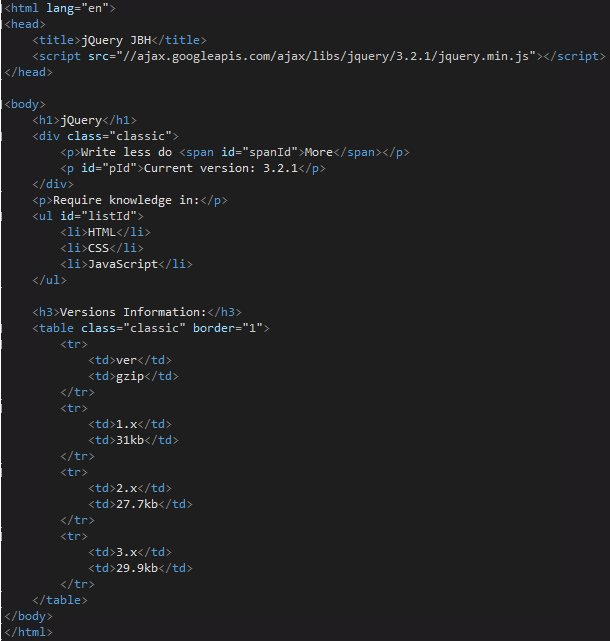 <html lang="en">
<head>
    <title>jQuery JBH</title>
    <script src="//ajax.googleapis.com/ajax/libs/jquery/3.2.1/jquery.min.js"></script>
</head>

<body>
    <h1>jQuery</h1>
    <div class="classic">
        <p>Write less do <span id="spanId">More</span></p>
        <p id="pId">Current version: 3.2.1</p>
    </div>
    <p>Require knowledge in:</p>
    <ul id="listId">
        <li>HTML</li>
        <li>CSS</li>
        <li>JavaScript</li>
    </ul>

    <h3>Versions Information:</h3>
    <table class="classic" border="1">
        <tr>
            <td>ver</td>
            <td>gzip</td>
        </tr>
        <tr>
            <td>1.x</td>
            <td>31kb</td>
        </tr>
        <tr>
            <td>2.x</td>
            <td>27.7kb</td>
        </tr>
        <tr>
            <td>3.x</td>
            <td>29.9kb</td>
        </tr>
    </table>
</body>
</html>